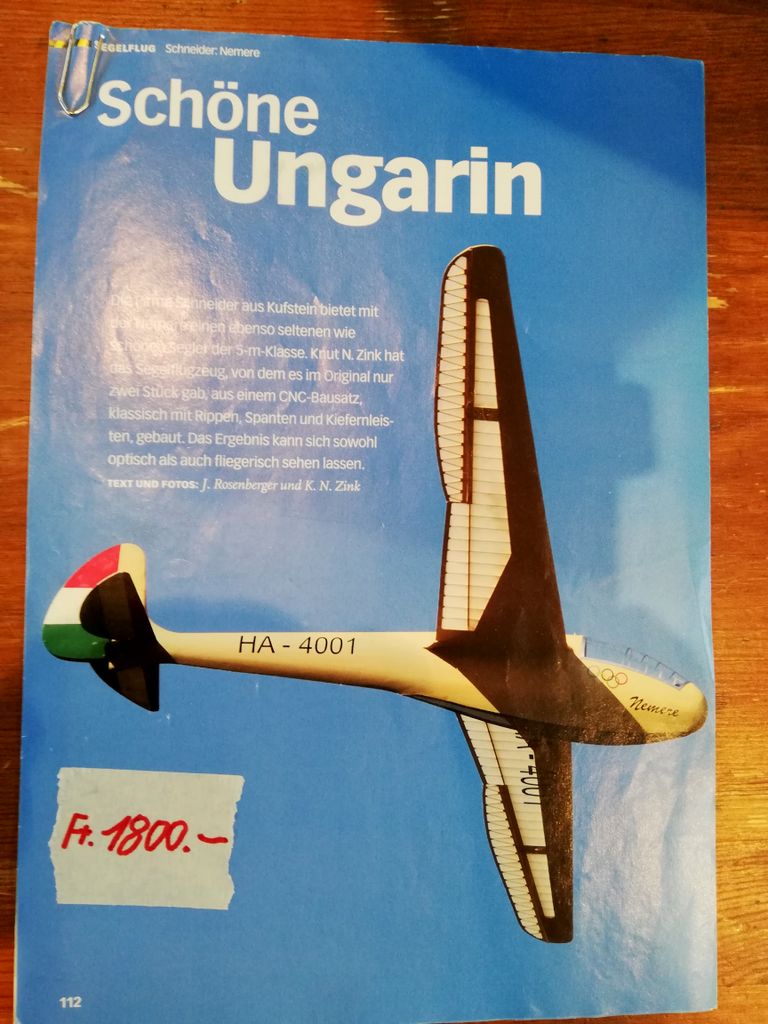 SEGELFLUG Schneider: Nemere
Schöne
Ungarin
Die Firma Schneider aus Kufstein bietet mit
der Nemere einen ebenso seltenen wie
schönen Segler der 5-m-Klasse. Knut N. Zink hat
das Segelflugzeug, von dem es im Original nur
zwei Stück gab, aus einem CNC-Bausatz,
klassisch mit Rippen, Spanten und Kiefernleis-
ten, gebaut. Das Ergebnis kann sich sowohl
optisch als auch fliegerisch sehen lassen.
TEXT UND FOTOS: J. Rosenberger und K. N. Zink
HA - 4001
Nemere
A - 4001
Fr. 1800.–
112